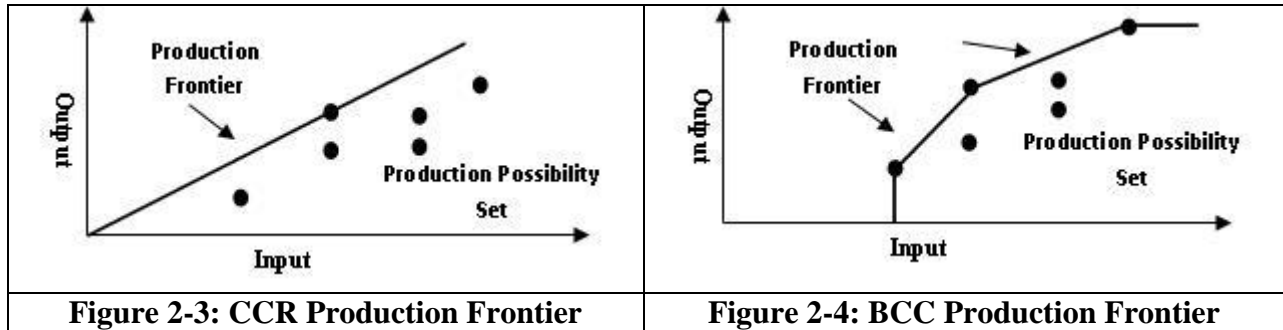 Production
Frontier
Output
Production Possibility
Set
Input
Figure 2-3: CCR Production Frontier
Production
Frontier
Output
Production Possibility
Set
Input
Figure 2-4: BCC Production Frontier